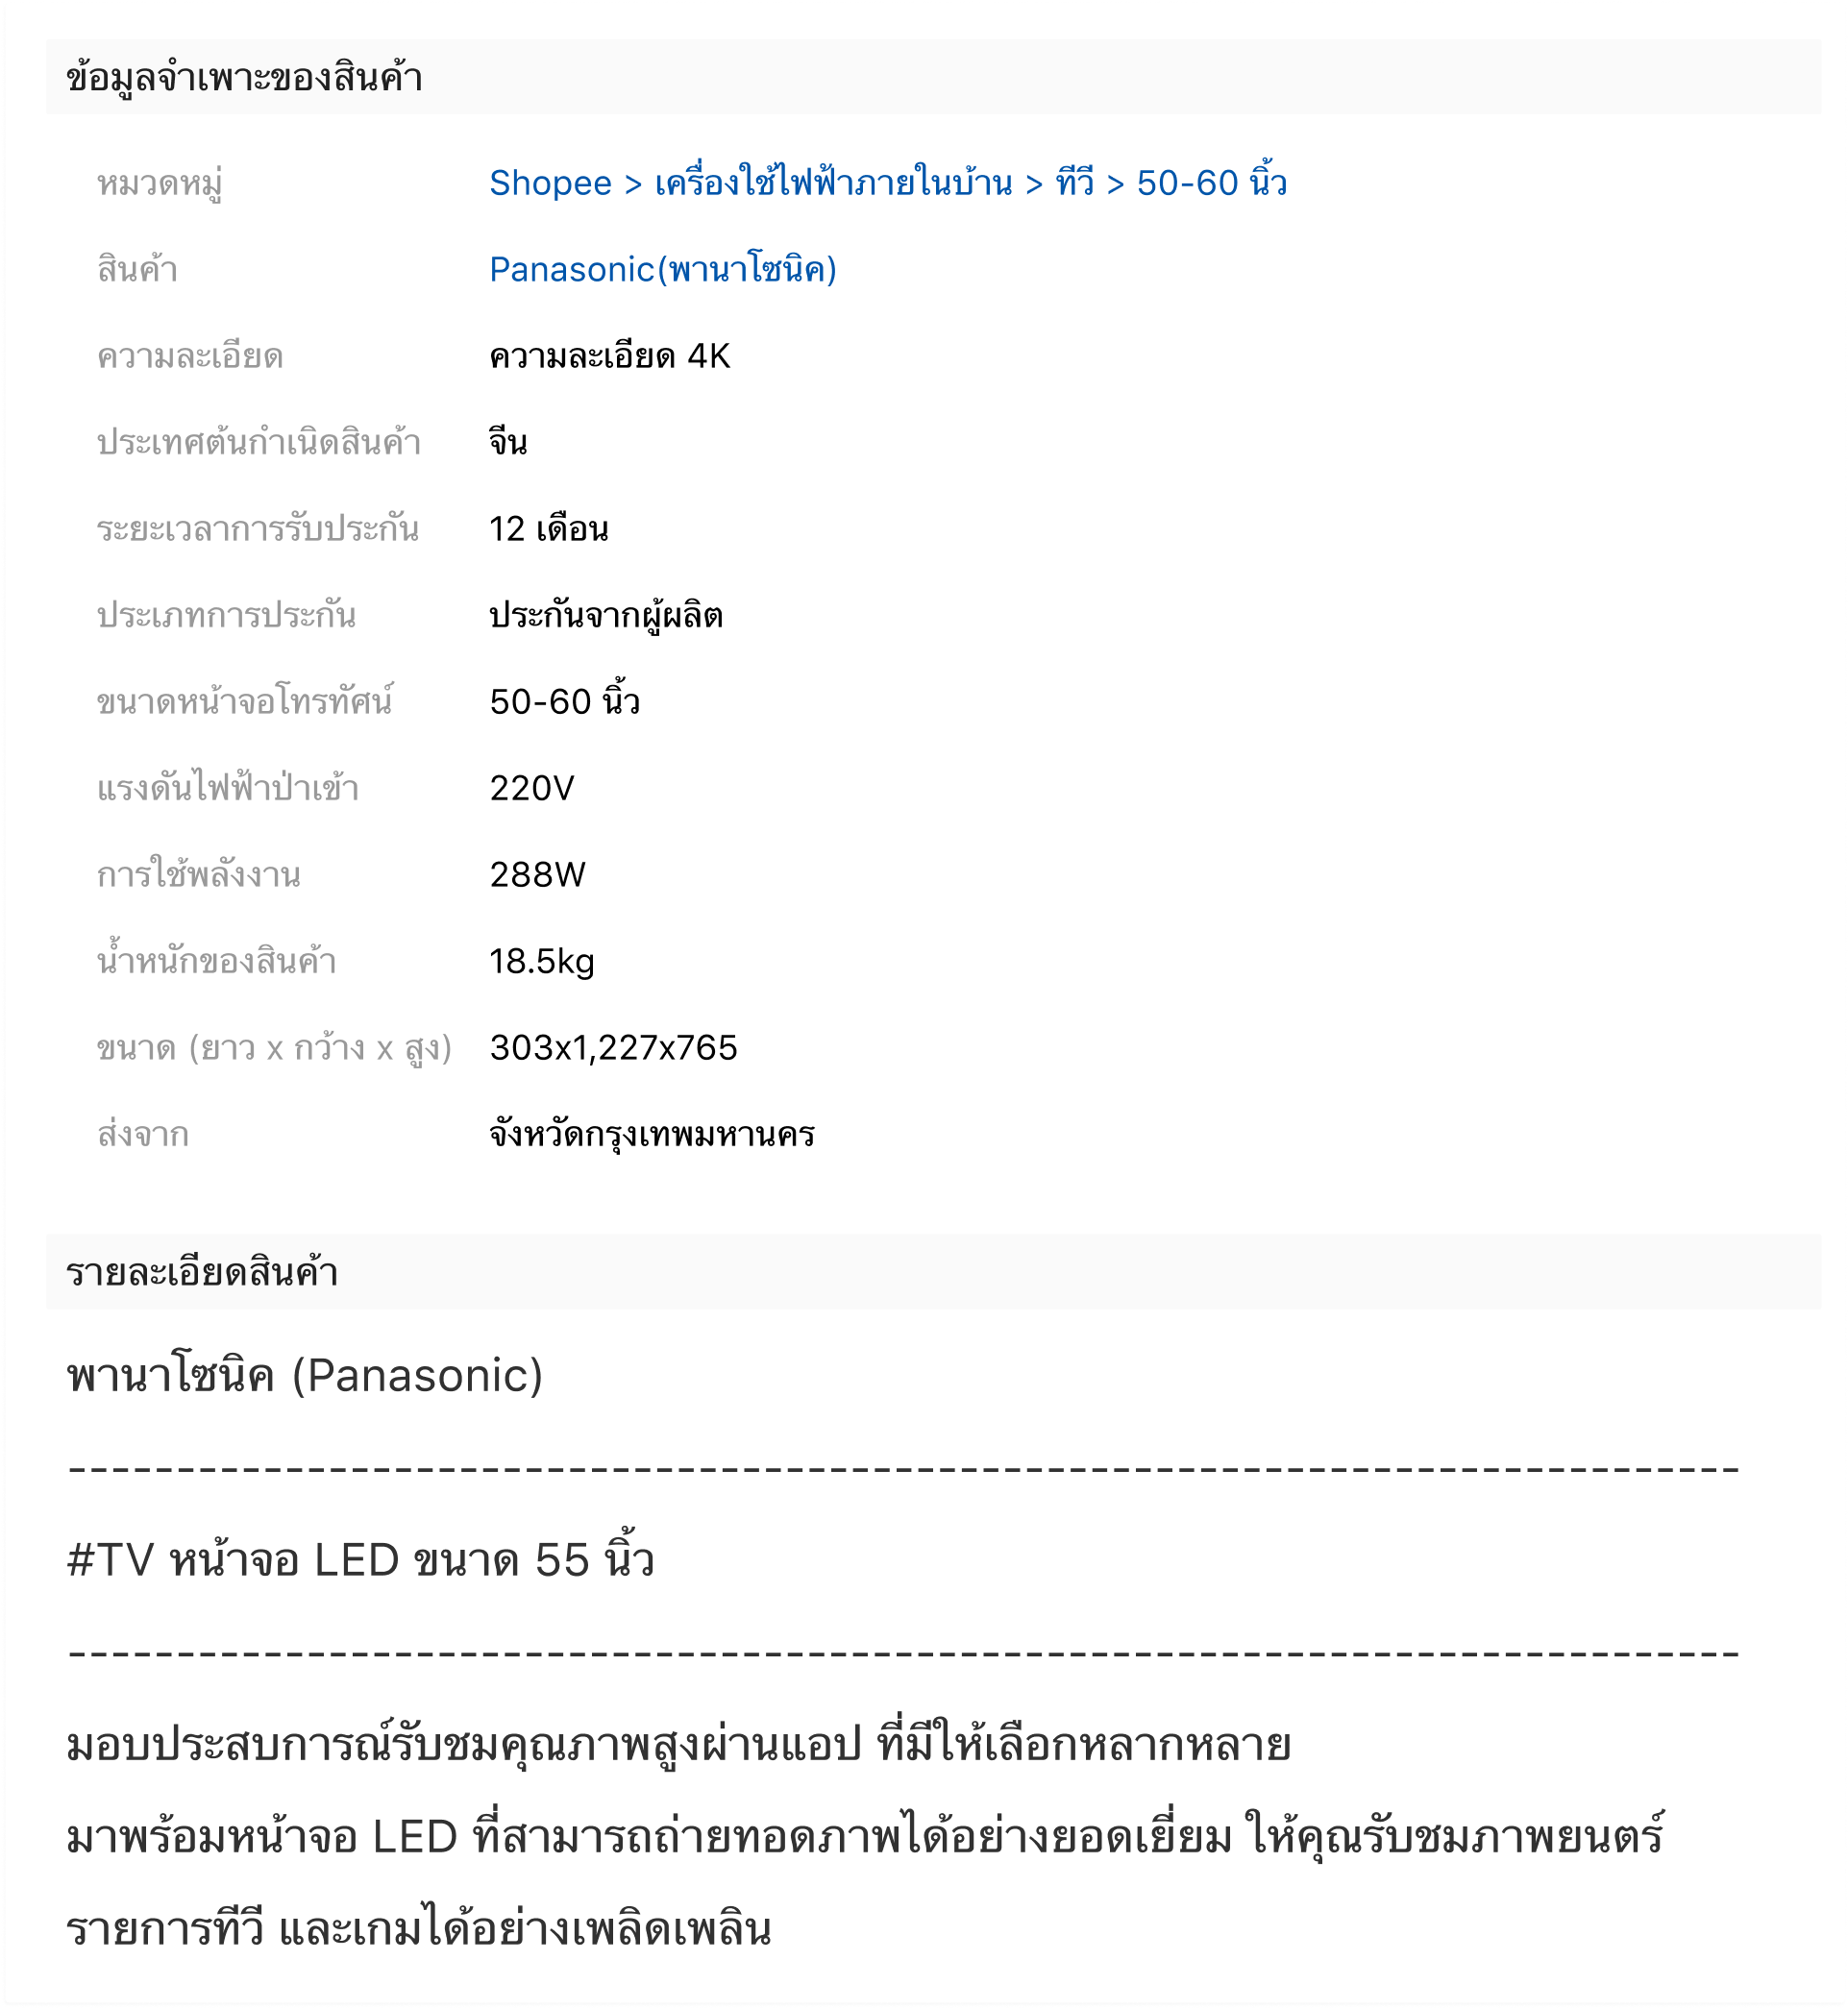 ข้อมูลจำเพาะของสินค้า
หมวดหมู่ Shopee > เครื่องใช้ไฟฟ้าภายในบ้าน > ทีวี > 50-60 นิ้ว
สินค้า Panasonic(พานาโซนิค)
ความละเอียด ความละเอียด 4K
ประเทศต้นกำเนิดสินค้า จีน
ระยะเวลาการรับประกัน 12 เดือน
ประเภทการประกัน ประกันจากผู้ผลิต
ขนาดหน้าจอโทรทัศน์ 50-60 นิ้ว
แรงดันไฟฟ้าป่าเข้า 220V
การใช้พลังงาน 288W
น้ำหนักของสินค้า 18.5kg
ขนาด (ยาว x กว้าง x สูง) 303x1,227x765
ส่งจาก จังหวัดกรุงเทพมหานคร
รายละเอียดสินค้า
พานาโซนิค (Panasonic)
-----------------------------------------------------------------------------
#TV หน้าจอ LED ขนาด 55 นิ้ว
-----------------------------------------------------------------------------
มอบประสบการณ์รับชมคุณภาพสูงผ่านแอป ที่มีให้เลือกหลากหลาย
มาพร้อมหน้าจอ LED ที่สามารถถ่ายทอดภาพได้อย่างยอดเยี่ยม ให้คุณรับชมภาพยนตร์
รายการทีวี และเกมได้อย่างเพลิดเพลิน